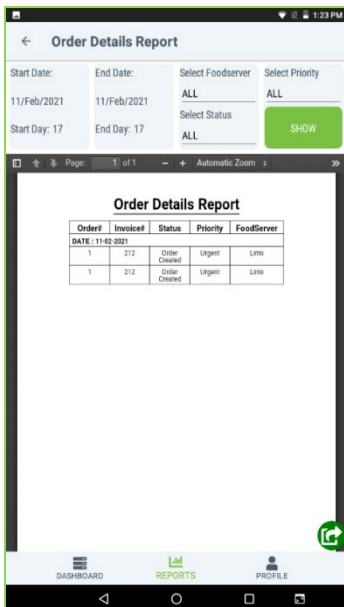 1:23 PM
Order Details Report
Start Date:
End Date:
Select Foodserver
Select Priority
11/Feb/2021
11/Feb/2021
ALL
ALL
Start Day: 17
End Day: 17
Select Status
ALL
SHOW
Page: 1 of 1 Automatic Zoom
Order Details Report
Order# Invoice# Status Priority FoodServer
DATE : 11-02-2021
1 212 Order Created Urgent Linto
1 212 Order Created Urgent Linto
DASHBOARD REPORTS PROFILE